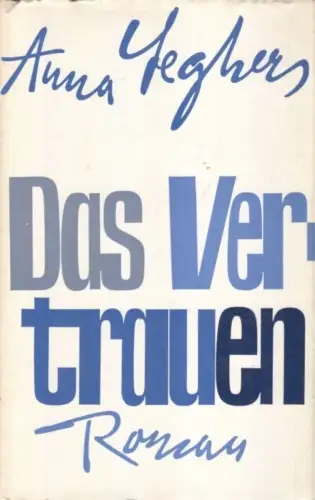 Anna Seghers
Das Ver-
trauen
Roman